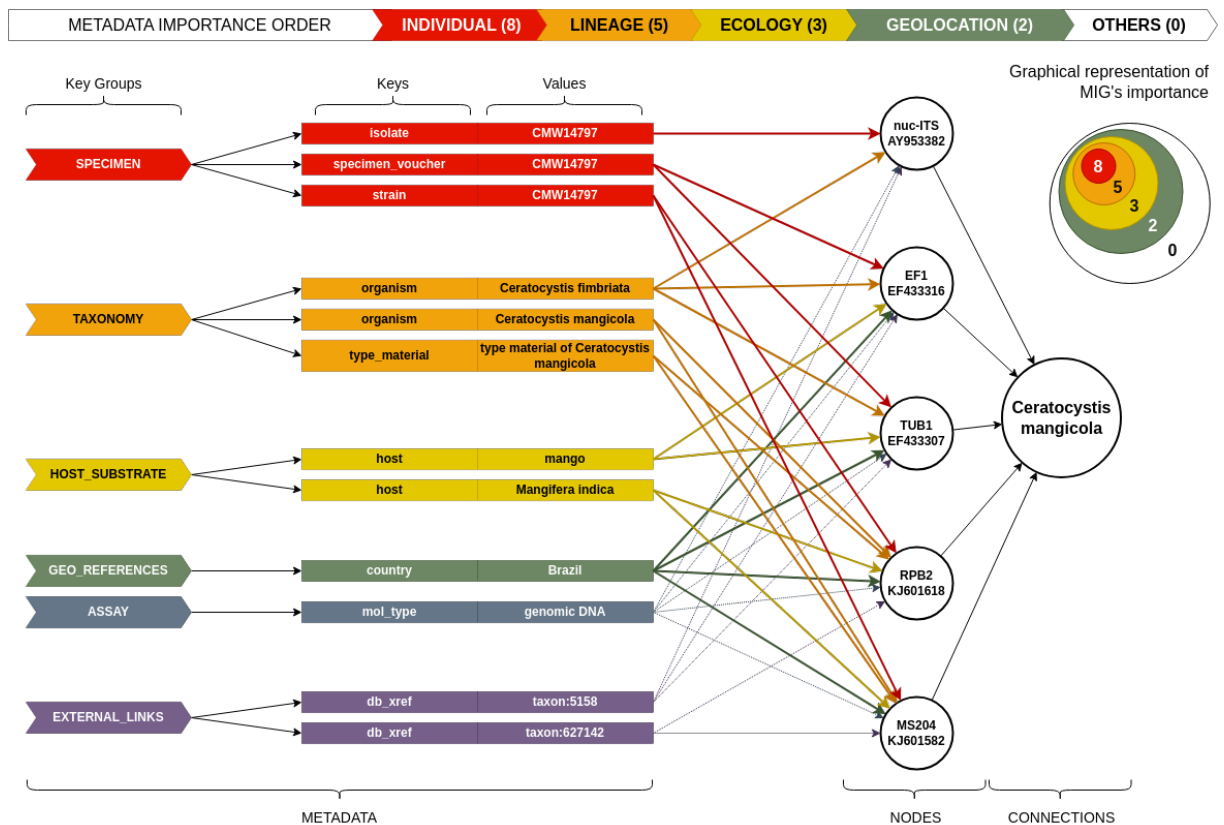 METADATA IMPORTANCE ORDER
INDIVIDUAL (8)
LINEAGE (5)
ECOLOGY (3)
GEOLOCATION (2)
OTHERS (0)
Key Groups
Keys
Values
Graphical representation of
MIG's importance
8
5
3
2
0
SPECIMEN
isolate
CMW14797
specimen_voucher
CMW14797
strain
CMW14797
TAXONOMY
organism
Ceratocystis fimbriata
organism
Ceratocystis mangicola
type_material
type material of Ceratocystis
mangicola
HOST_SUBSTRATE
host
mango
host
Mangifera indica
GEO_REFERENCES
country
Brazil
ASSAY
mol_type
genomic DNA
EXTERNAL_LINKS
db_xref
taxon:5158
db_xref
taxon:627142
nuc-ITS
AY953382
EF1
EF433316
TUB1
EF433307
RPB2
KJ601618
MS204
KJ601582
Ceratocystis
mangicola
METADATA
NODES
CONNECTIONS